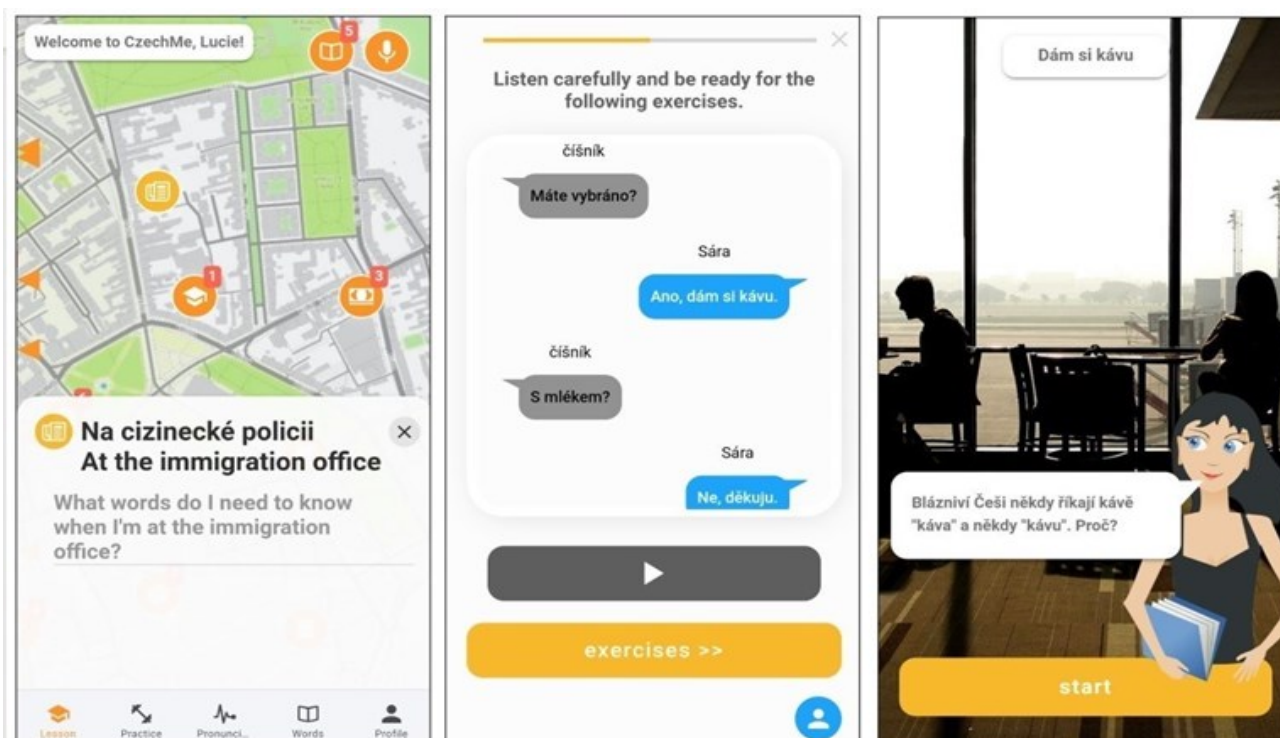 Welcome to CzechMe, Lucie!
5
1
3
Na cizinecké policii
At the immigration office
What words do I need to know
when I'm at the immigration
office?
Lesson
Practice
Pronunci...
Words
Profile
Listen carefully and be ready for the
following exercises.
číšník
Máte vybráno?
Sára
Ano, dám si kávu.
číšník
S mlékem?
Sára
Ne, děkuju.
exercises >>
Dám si kávu
Blázniví Češi někdy říkají kávě
"káva" a někdy "kávu". Proč?
start